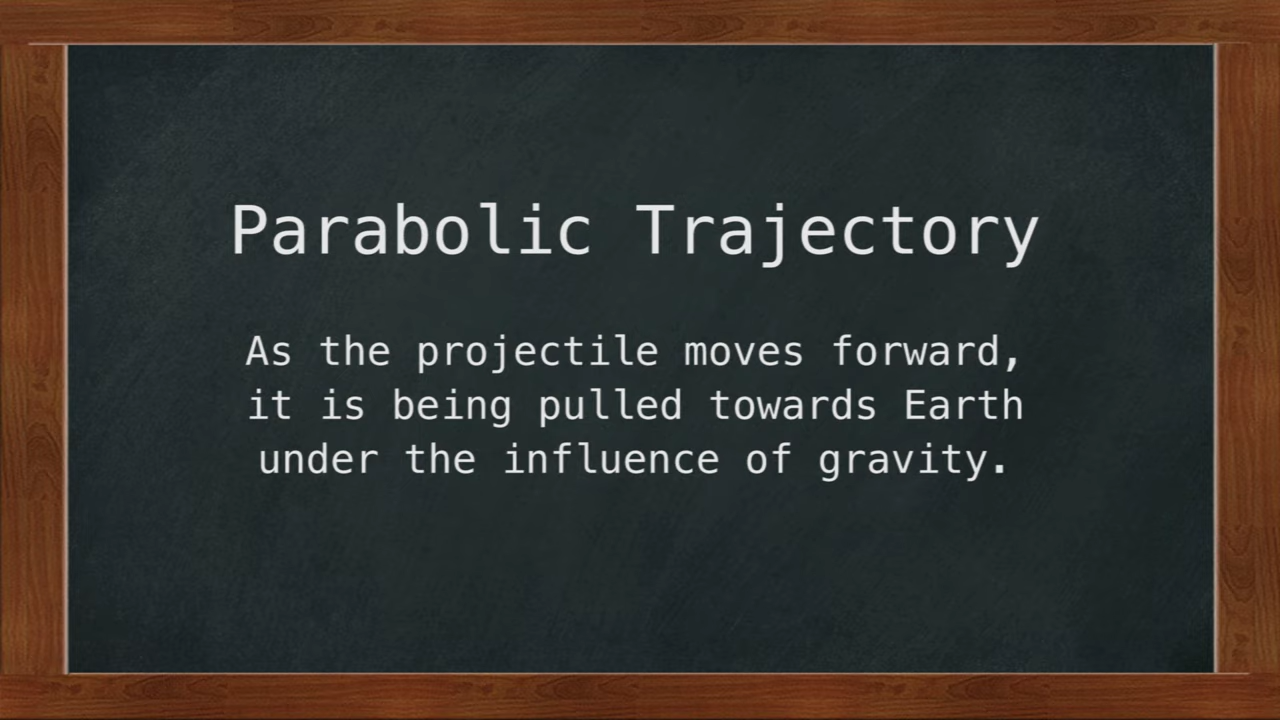 Parabolic Trajectory
As the projectile moves forward,
it is being pulled towards Earth
under the influence of gravity.